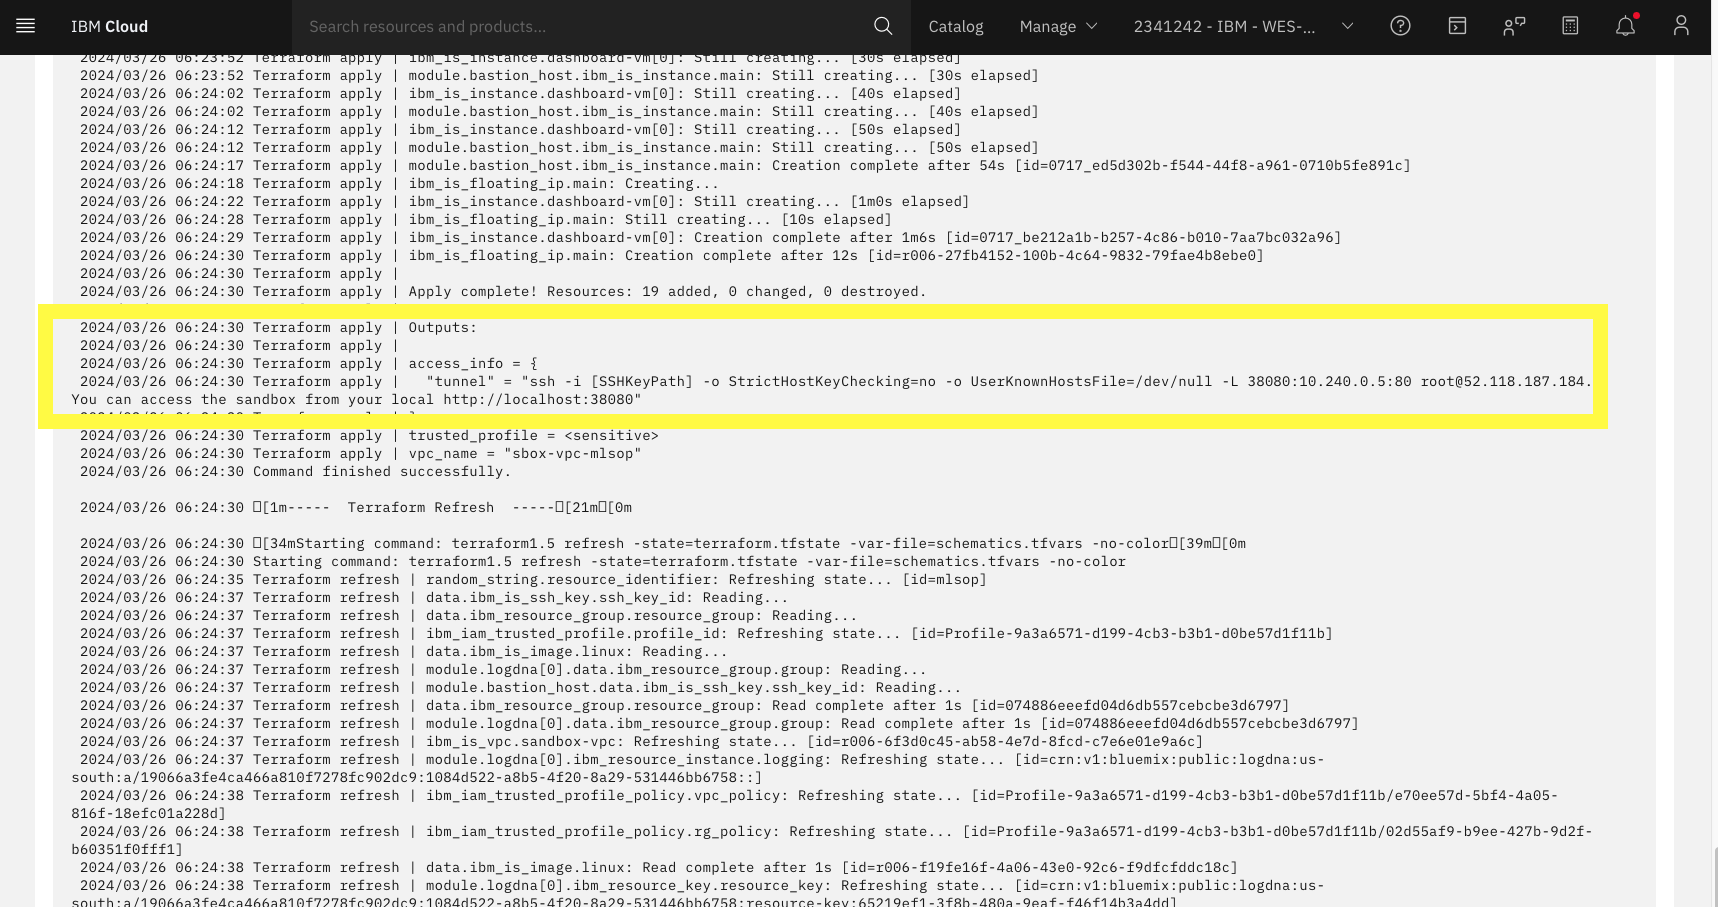 IBM Cloud
Search resources and products...
Catalog
Manage
2341242 - IBM - WES-...
2024/03/26 06:23:52 Terraform apply | ibm_is_instance.dashboard-vm[0]: Still creating... [30s elapsed]
2024/03/26 06:23:52 Terraform apply | module.bastion_host.ibm_is_instance.main: Still creating... [30s elapsed]
2024/03/26 06:24:02 Terraform apply | ibm_is_instance.dashboard-vm[0]: Still creating... [40s elapsed]
2024/03/26 06:24:02 Terraform apply | module.bastion_host.ibm_is_instance.main: Still creating... [40s elapsed]
2024/03/26 06:24:12 Terraform apply | ibm_is_instance.dashboard-vm[0]: Still creating... [50s elapsed]
2024/03/26 06:24:12 Terraform apply | module.bastion_host.ibm_is_instance.main: Still creating... [50s elapsed]
2024/03/26 06:24:17 Terraform apply | module.bastion_host.ibm_is_instance.main: Creation complete after 54s [id=0717_ed5d302b-f544-44f8-a961-0710b5fe891c]
2024/03/26 06:24:18 Terraform apply | ibm_is_floating_ip.main: Creating...
2024/03/26 06:24:22 Terraform apply | ibm_is_instance.dashboard-vm[0]: Still creating... [1m0s elapsed]
2024/03/26 06:24:28 Terraform apply | ibm_is_floating_ip.main: Still creating... [10s elapsed]
2024/03/26 06:24:29 Terraform apply | ibm_is_instance.dashboard-vm[0]: Creation complete after 1m6s [id=0717_be212a1b-b257-4c86-b010-7aa7bc032a96]
2024/03/26 06:24:30 Terraform apply | ibm_is_floating_ip.main: Creation complete after 12s [id=r006-27fb4152-100b-4c64-9832-79fae4b8ebe0]
2024/03/26 06:24:30 Terraform apply |
2024/03/26 06:24:30 Terraform apply | Apply complete! Resources: 19 added, 0 changed, 0 destroyed.
2024/03/26 06:24:30 Terraform apply | Outputs:
2024/03/26 06:24:30 Terraform apply |
2024/03/26 06:24:30 Terraform apply | access_info = {
2024/03/26 06:24:30 Terraform apply |   "tunnel" = "ssh -i [SSHKeyPath] -o StrictHostKeyChecking=no -o UserKnownHostsFile=/dev/null -L 38080:10.240.0.5:80 root@52.118.187.184.
You can access the sandbox from your local http://localhost:38080"
2024/03/26 06:24:30 Terraform apply | trusted_profile = <sensitive>
2024/03/26 06:24:30 Terraform apply | vpc_name = "sbox-vpc-mlsop"
2024/03/26 06:24:30 Command finished successfully.
2024/03/26 06:24:30 □[1m-----  Terraform Refresh  -----□[21m□[0m
2024/03/26 06:24:30 □[34mStarting command: terraform1.5 refresh -state=terraform.tfstate -var-file=schematics.tfvars -no-color□[39m□[0m
2024/03/26 06:24:30 Starting command: terraform1.5 refresh -state=terraform.tfstate -var-file=schematics.tfvars -no-color
2024/03/26 06:24:35 Terraform refresh | random_string.resource_identifier: Refreshing state... [id=mlsop]
2024/03/26 06:24:37 Terraform refresh | data.ibm_is_ssh_key.ssh_key_id: Reading...
2024/03/26 06:24:37 Terraform refresh | data.ibm_resource_group.resource_group: Reading...
2024/03/26 06:24:37 Terraform refresh | ibm_iam_trusted_profile.profile_id: Refreshing state... [id=Profile-9a3a6571-d199-4cb3-b3b1-d0be57d1f11b]
2024/03/26 06:24:37 Terraform refresh | data.ibm_is_image.linux: Reading...
2024/03/26 06:24:37 Terraform refresh | module.logdna[0].data.ibm_resource_group.group: Reading...
2024/03/26 06:24:37 Terraform refresh | module.bastion_host.data.ibm_is_ssh_key.ssh_key_id: Reading...
2024/03/26 06:24:37 Terraform refresh | data.ibm_resource_group.resource_group: Read complete after 1s [id=074886eeefd04d6db557cebcbe3d6797]
2024/03/26 06:24:37 Terraform refresh | module.logdna[0].data.ibm_resource_group.group: Read complete after 1s [id=074886eeefd04d6db557cebcbe3d6797]
2024/03/26 06:24:37 Terraform refresh | ibm_is_vpc.sandbox-vpc: Refreshing state... [id=r006-6f3d0c45-ab58-4e7d-8fcd-c7e6e01e9a6c]
2024/03/26 06:24:37 Terraform refresh | module.logdna[0].ibm_resource_instance.logging: Refreshing state... [id=crn:v1:bluemix:public:logdna:us-
south:a/19066a3fe4ca466a810f7278fc902dc9:1084d522-a8b5-4f20-8a29-531446bb6758::]
2024/03/26 06:24:38 Terraform refresh | ibm_iam_trusted_profile_policy.vpc_policy: Refreshing state... [id=Profile-9a3a6571-d199-4cb3-b3b1-d0be57d1f11b/e70ee57d-5bf4-4a05-
816f-18efc01a228d]
2024/03/26 06:24:38 Terraform refresh | ibm_iam_trusted_profile_policy.rg_policy: Refreshing state... [id=Profile-9a3a6571-d199-4cb3-b3b1-d0be57d1f11b/02d55af9-b9ee-427b-9d2f-
b60351f0fff1]
2024/03/26 06:24:38 Terraform refresh | data.ibm_is_image.linux: Read complete after 1s [id=r006-f19fe16f-4a06-43e0-92c6-f9dfcfddc18c]
2024/03/26 06:24:38 Terraform refresh | module.logdna[0].ibm_resource_key.resource_key: Refreshing state... [id=crn:v1:bluemix:public:logdna:us-
south:a/19066a3fe4ca466a810f7278fc902dc9:1084d522-a8b5-4f20-8a29-531446bb6758:resource-key:65219ef1-3f8b-480a-9eaf-f46f14b3a4dd]